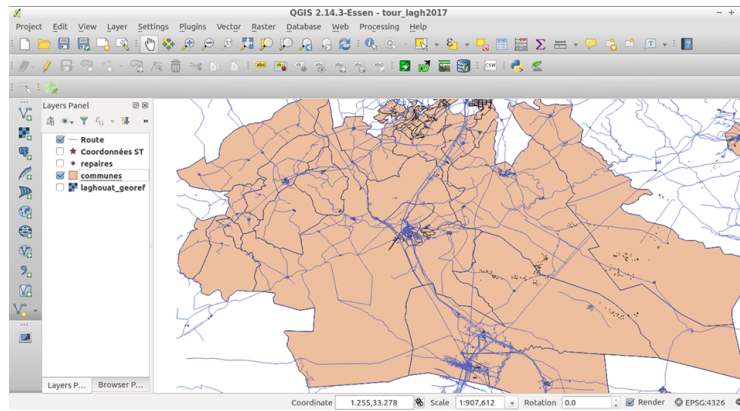 QGIS 2.14.3-Essen - tour_lagh2017
Project Edit View Layer Settings Plugins Vector Raster Database Web Processing Help
Layers Panel
Route
Coordonnées ST
repaires
communes
laghouat_georef
Layers P... Browser P...
Coordinate 1.255,33.278 Scale 1:907,612 Rotation 0.0 Render EPSG:4326